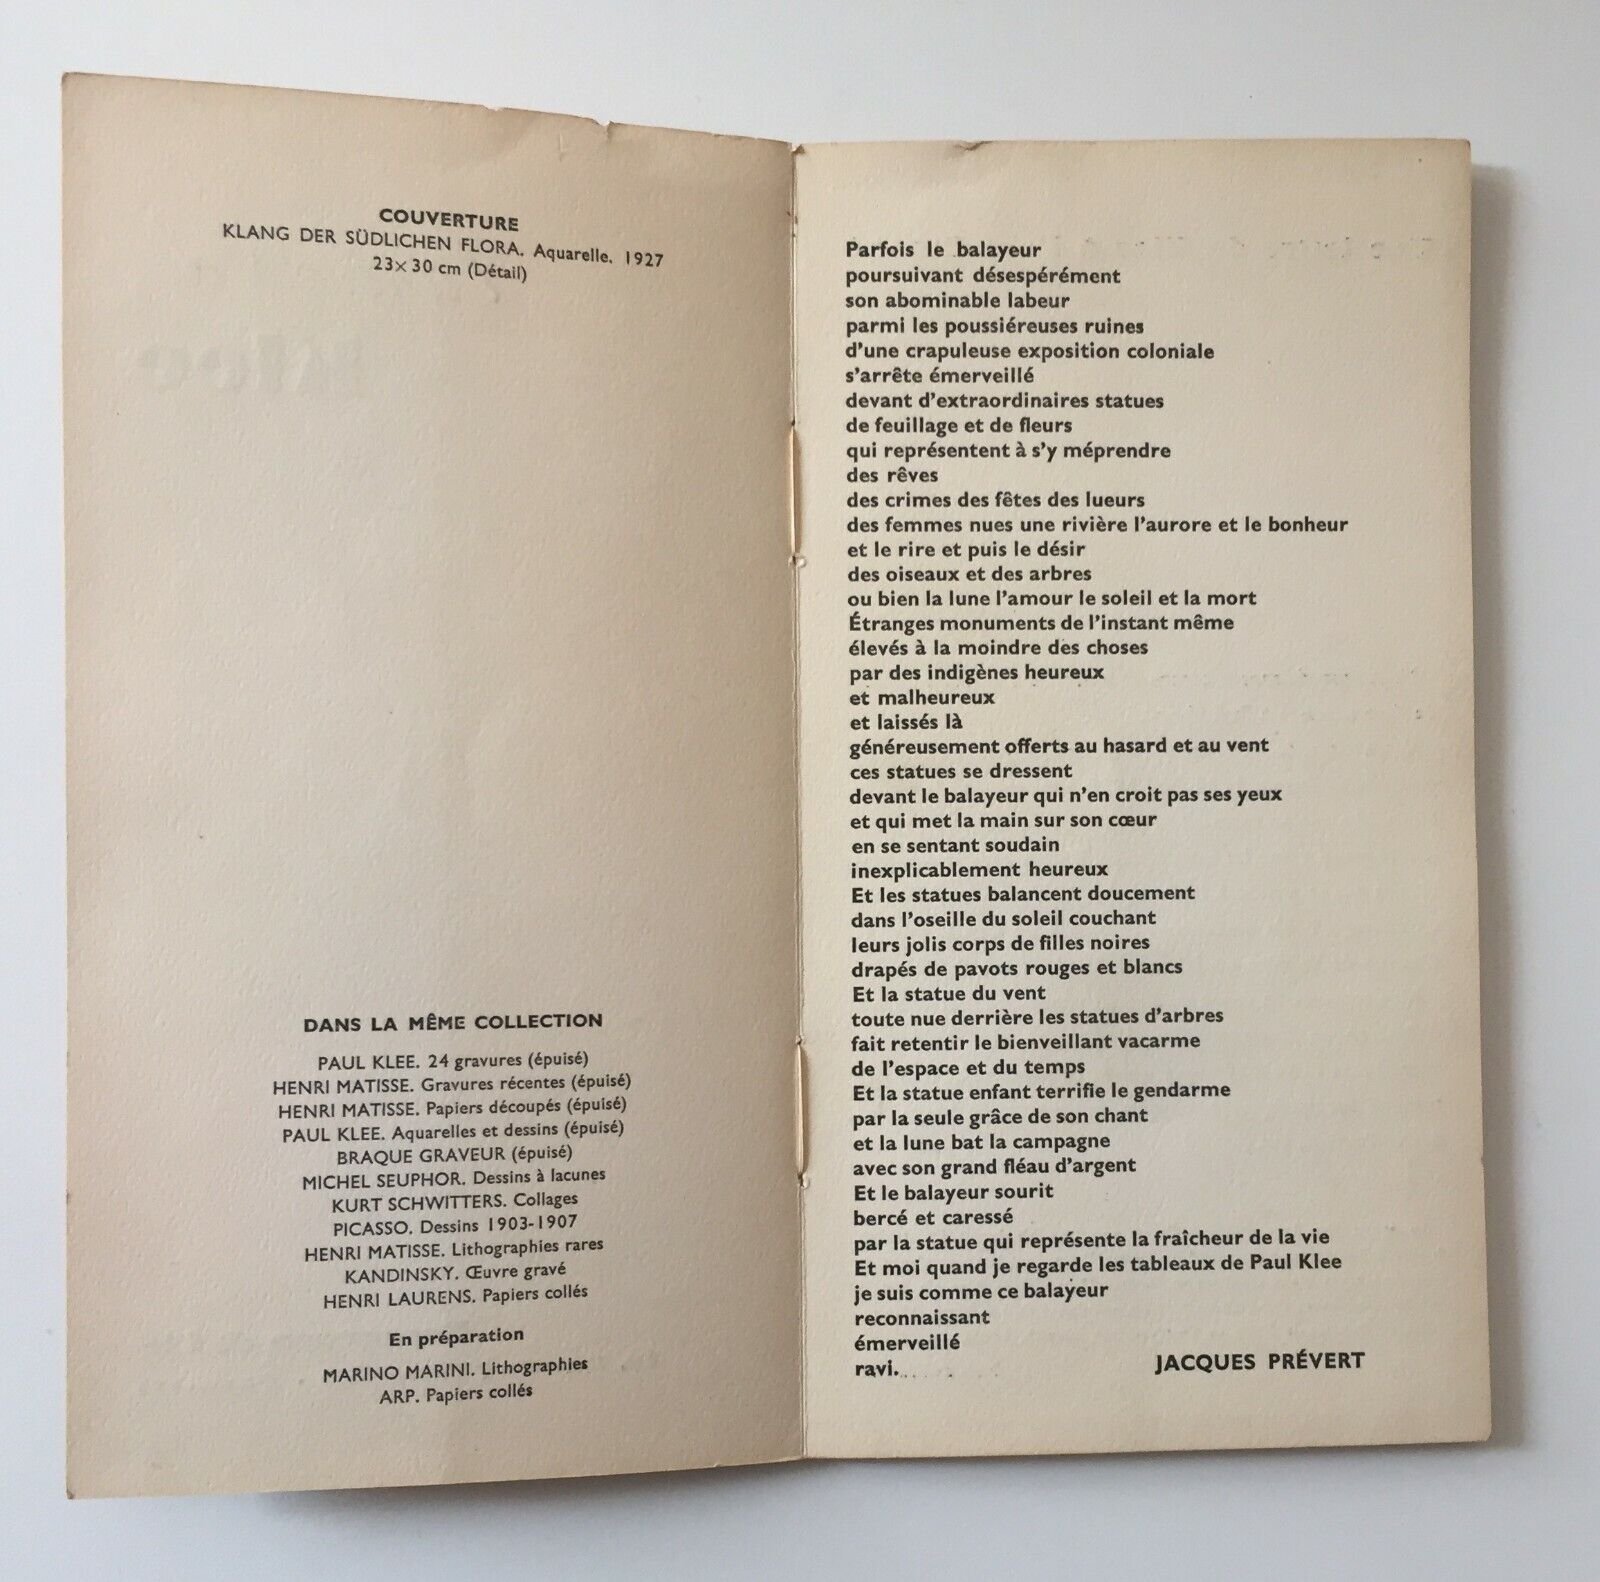 COUVERTURE
KLANG DER SÜDLICHEN FLORA. Aquarelle. 1927
23×30 cm (Détail)
DANS LA MÊME COLLECTION
PAUL KLEE. 24 gravures (épuisé)
HENRI MATISSE. Gravures récentes (épuisé)
HENRI MATISSE. Papiers découpés (épuisé)
PAUL KLEE. Aquarelles et dessins (épuisé)
BRAQUE GRAVEUR (épuisé)
MICHEL SEUPHOR. Dessins à lacunes
KURT SCHWITTERS. Collages
PICASSO. Dessins 1903-1907
HENRI MATISSE. Lithographies rares
KANDINSKY. Œuvre gravé
HENRI LAURENS. Papiers collés
En préparation
MARINO MARINI. Lithographies
ARP. Papiers collés
Parfois le balayeur
poursuivant désespérément
son abominable labeur
parmi les poussiéreuses ruines
d'une crapuleuse exposition coloniale
s'arrête émerveillé
devant d'extraordinaires statues
de feuillage et de fleurs
qui représentent à s'y méprendre
des rêves
des crimes des fêtes des lueurs
des femmes nues une rivière l'aurore et le bonheur
et le rire et puis le désir
des oiseaux et des arbres
ou bien la lune l'amour le soleil et la mort
Étranges monuments de l'instant même
élevés à la moindre des choses
par des indigènes heureux
et malheureux
et laissés là
généreusement offerts au hasard et au vent
ces statues se dressent
devant le balayeur qui n'en croit pas ses yeux
et qui met la main sur son cœur
en se sentant soudain
inexplicablement heureux
Et les statues balancent doucement
dans l'oseille du soleil couchant
leurs jolis corps de filles noires
drapés de pavots rouges et blancs
Et la statue du vent
toute nue derrière les statues d'arbres
fait retentir le bienveillant vacarme
de l'espace et du temps
Et la statue enfant terrifie le gendarme
par la seule grâce de son chant
et la lune bat la campagne
avec son grand fléau d'argent
Et le balayeur sourit
bercé et caressé
par la statue qui représente la fraîcheur de la vie
Et moi quand je regarde les tableaux de Paul Klee
je suis comme ce balayeur
reconnaissant
émerveillé
ravi.
JACQUES PRÉVERT